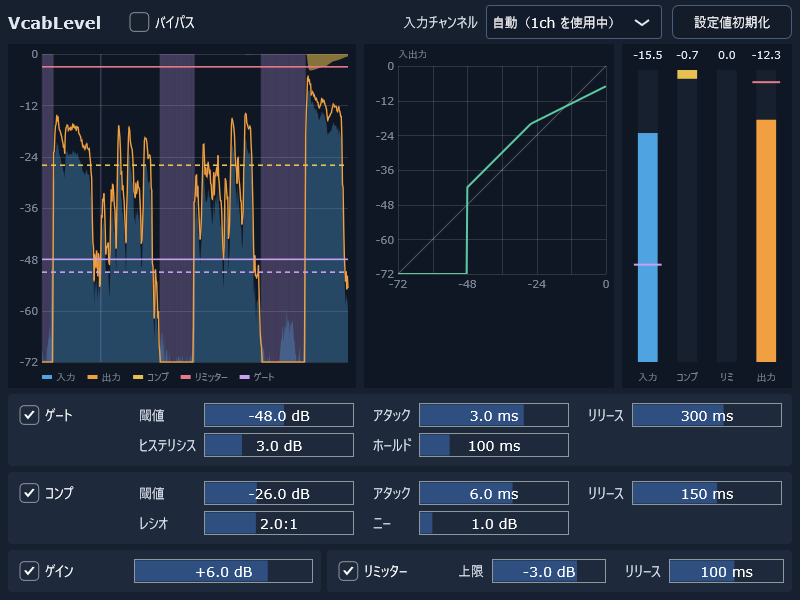 VcabLevel バイパス 入力チャンネル 自動（1ch を使用中） 設定値初期化
0
-12
-24
-36
-48
-60
-72
入力 出力 コンプ リミッター ゲート
入出力
0
-12
-24
-36
-48
-60
-72
-72 -48 -24 0
-15.5 -0.7 0.0 -12.3
入力 コンプ リミ 出力
ゲート 閾値 -48.0 dB アタック 3.0 ms リリース 300 ms
ヒステリシス 3.0 dB ホールド 100 ms
コンプ 閾値 -26.0 dB アタック 6.0 ms リリース 150 ms
レシオ 2.0:1 ニー 1.0 dB
ゲイン +6.0 dB リミッター 上限 -3.0 dB リリース 100 ms